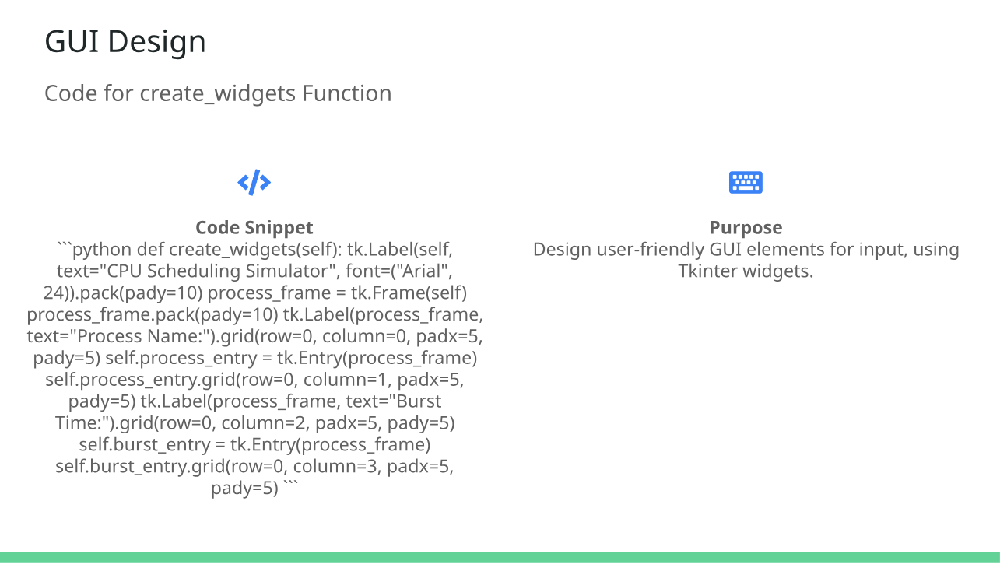 GUI Design
Code for create_widgets Function
Code Snippet
```python def create_widgets(self): tk.Label(self,
text="CPU Scheduling Simulator", font=("Arial",
24)).pack(pady=10) process_frame = tk.Frame(self)
process_frame.pack(pady=10) tk.Label(process_frame,
text="Process Name:").grid(row=0, column=0, padx=5,
pady=5) self.process_entry = tk.Entry(process_frame)
self.process_entry.grid(row=0, column=1, padx=5,
pady=5) tk.Label(process_frame, text="Burst
Time:").grid(row=0, column=2, padx=5, pady=5)
self.burst_entry = tk.Entry(process_frame)
self.burst_entry.grid(row=0, column=3, padx=5,
pady=5) ```
Purpose
Design user-friendly GUI elements for input, using
Tkinter widgets.